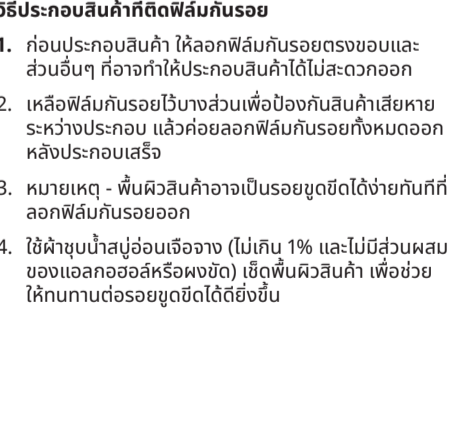 วิธีประกอบสินค้าที่ติดฟิล์มกันรอย
1. ก่อนประกอบสินค้า ให้ลอกฟิล์มกันรอยตรงขอบและ
ส่วนอื่นๆ ที่อาจทำให้ประกอบสินค้าได้ไม่สะดวกออก
2. เหลือฟิล์มกันรอยไว้บางส่วนเพื่อป้องกันสินค้าเสียหาย
ระหว่างประกอบ แล้วค่อยลอกฟิล์มกันรอยทั้งหมดออก
หลังประกอบเสร็จ
3. หมายเหตุ - พื้นผิวสินค้าอาจเป็นรอยขูดขีดได้ง่ายทันทีที่
ลอกฟิล์มกันรอยออก
4. ใช้ผ้าชุบน้ำสบู่อ่อนเจือจาง (ไม่เกิน 1% และไม่มีส่วนผสม
ของแอลกอฮอล์หรือผงขัด) เช็ดพื้นผิวสินค้า เพื่อช่วย
ให้ทนทานต่อรอยขูดขีดได้ดียิ่งขึ้น